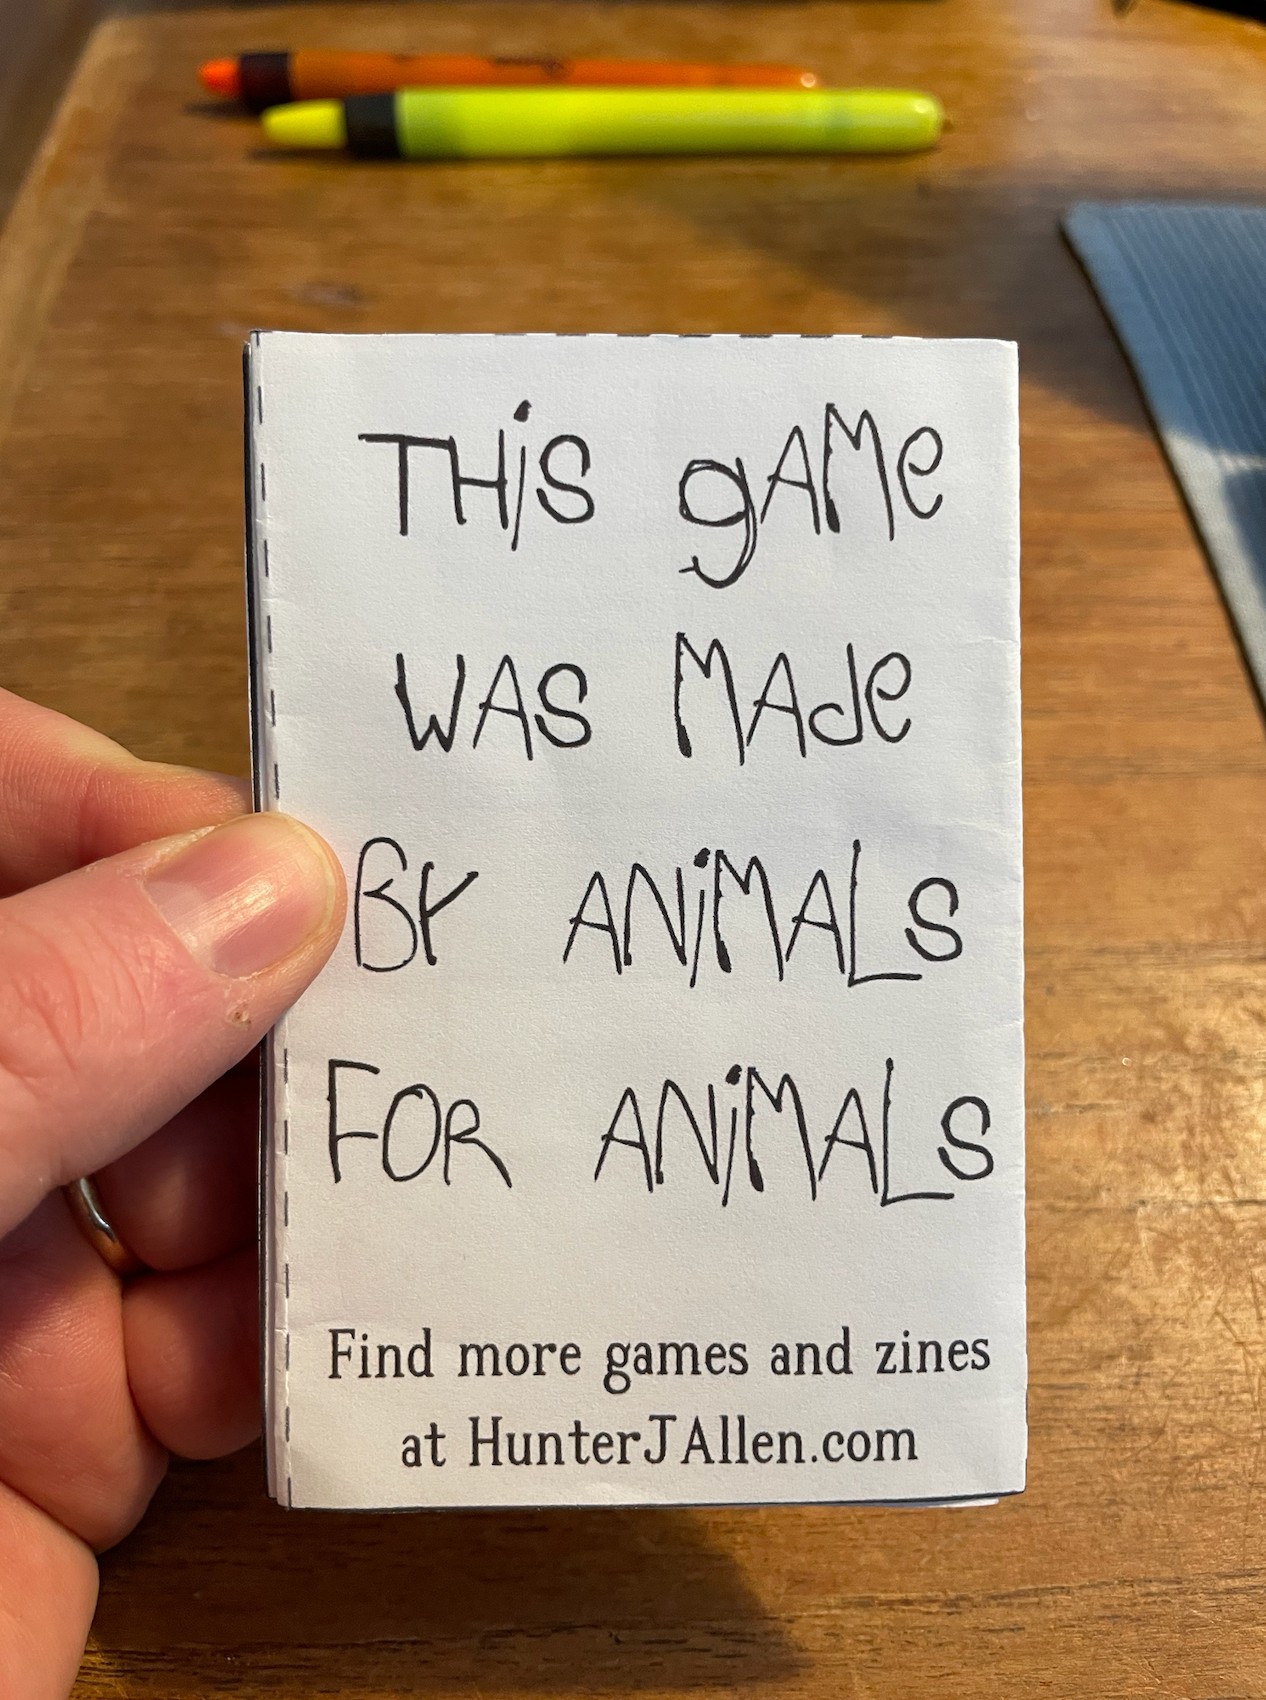 THiS gAMe
WAS MAde
BY ANiMALS
FOR ANiMALS
Find more games and zines
at HunterJAllen.com